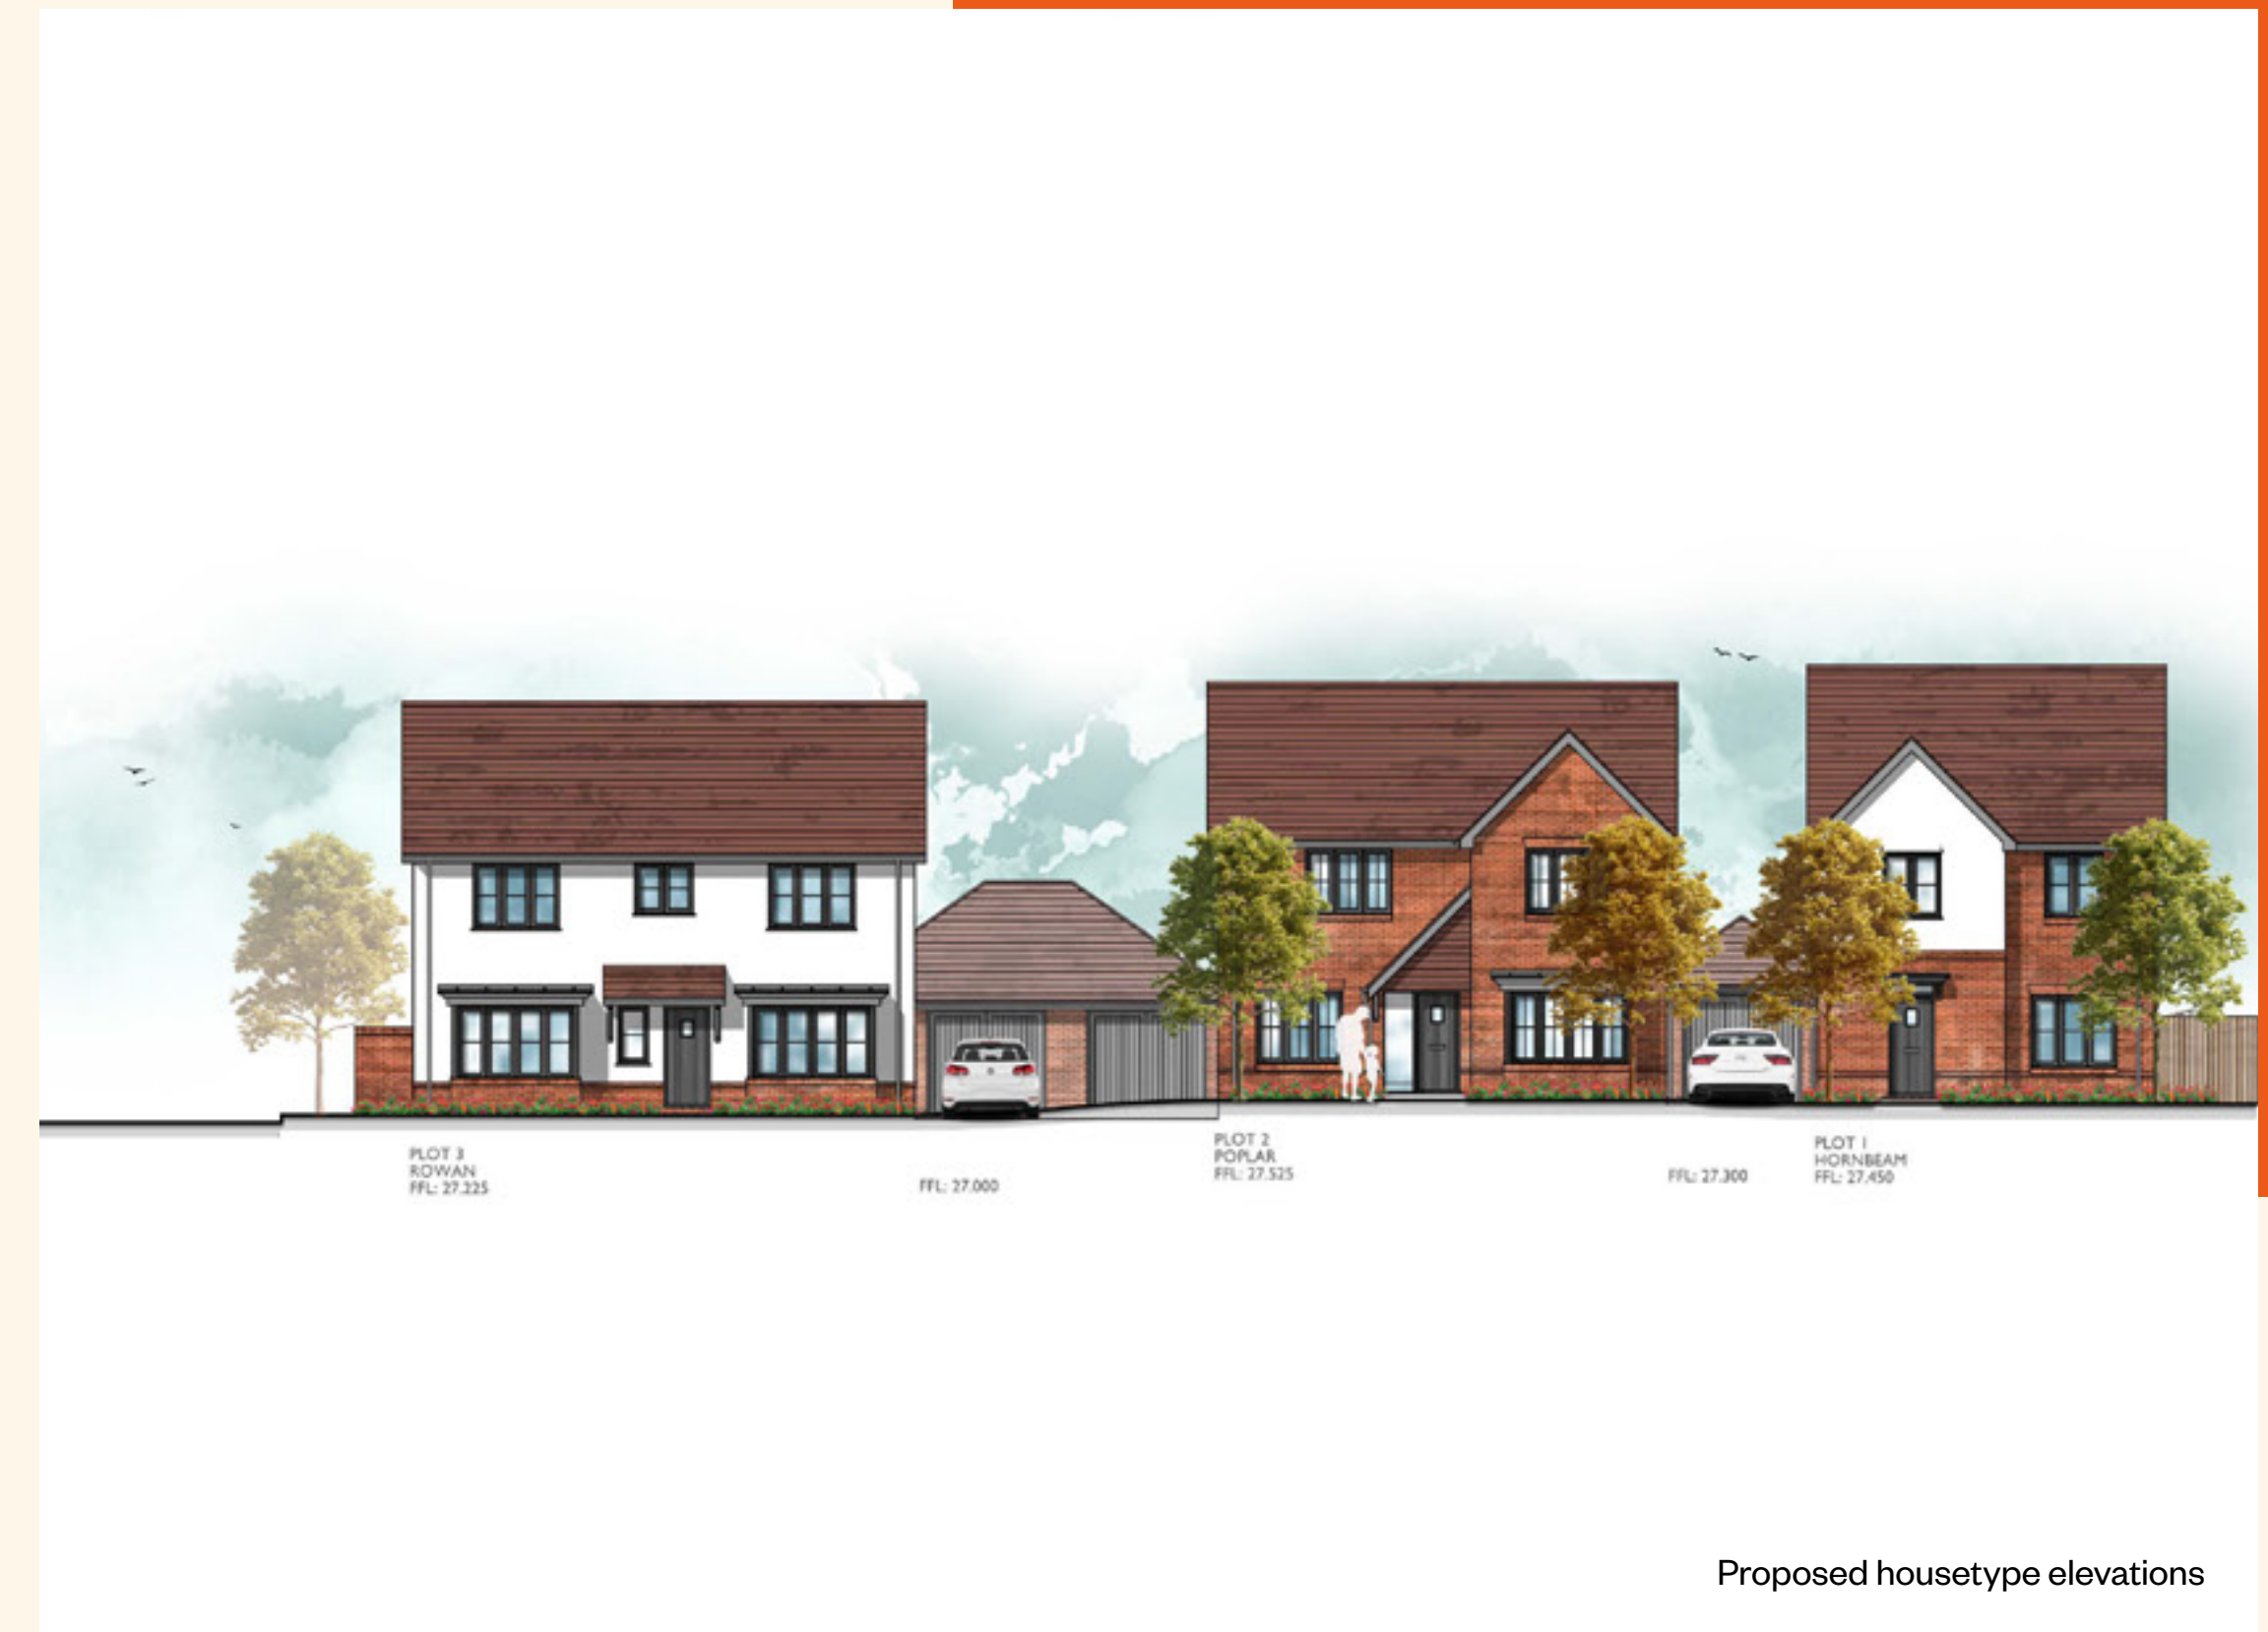 PLOT 3
ROWAN
FFL: 27.225
FFL: 27.000
PLOT 2
POPLAR
FFL: 27.525
FFL: 27.300
PLOT 1
HORNBEAM
FFL: 27.450
Proposed housetype elevations